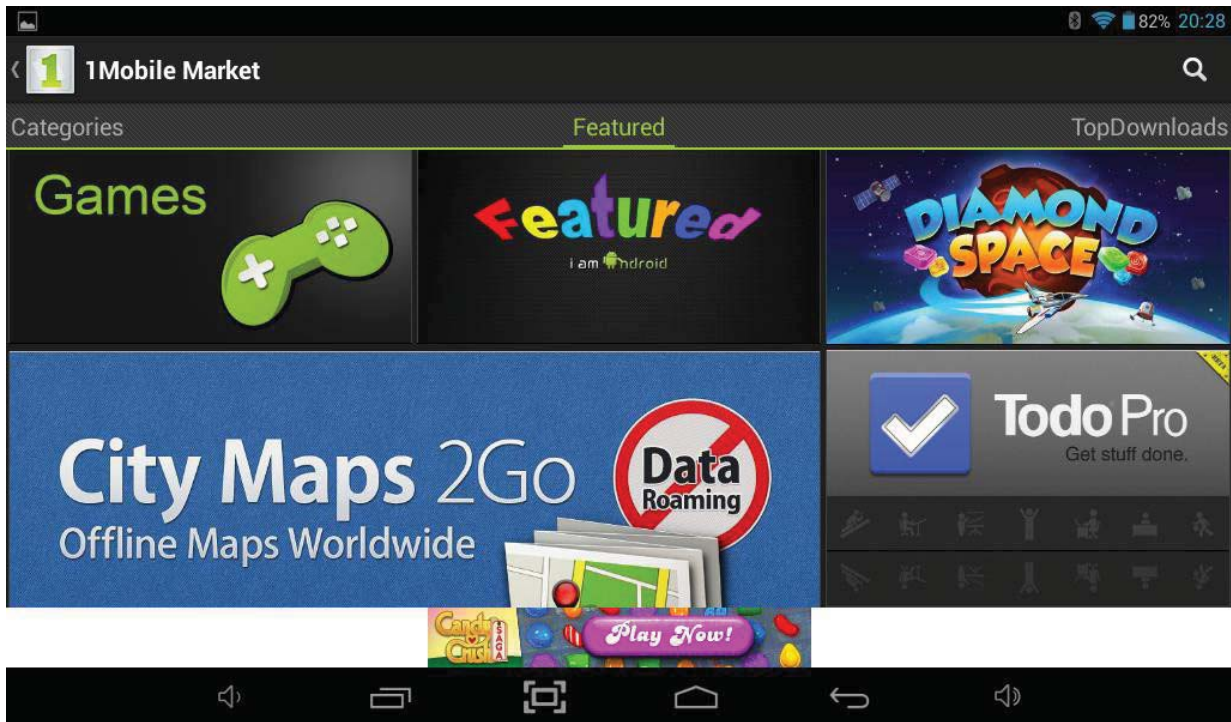 82% 20:28
1 1Mobile Market
Categories Featured TopDownloads
Games
Featured
i am android
DIAMOND
SPACE
City Maps 2Go
Offline Maps Worldwide
Data
Roaming
Todo Pro
Get stuff done.
Candy
Crush
SAGA
Play Now!